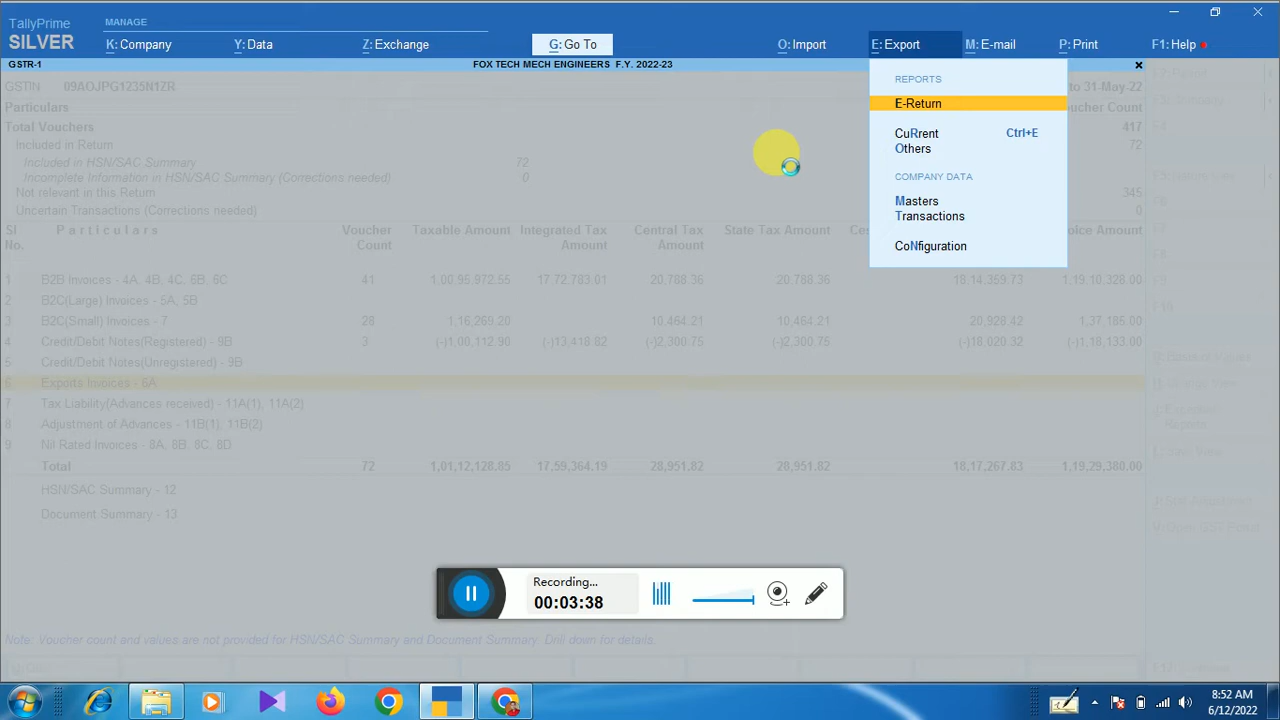 TallyPrime
MANAGE
SILVER
K: Company
Y: Data
Z: Exchange
G: Go To
O: Import
E: Export
M: E-mail
P: Print
F1: Help
GSTR-1
FOX TECH MECH ENGINEERS F.Y. 2022-23
GSTIN 09AOJPG1235N1ZR
to 31-May-22
Particulars
Voucher Count
Total Vouchers 417
Included in Return 72
Included in HSN/SAC Summary 72
Incomplete information in HSN/SAC Summary (Corrections needed) 0
Not relevant in this Return 345
Uncertain Transactions (Corrections needed) 0
REPORTS
E-Return
CuRrent Ctrl+E
Others
COMPANY DATA
Masters
Transactions
CoNfiguration
Sl Particulars Voucher Taxable Amount Integrated Tax Central Tax State Tax Amount
No. Count Amount Amount
1 B2B Invoices - 4A, 4B, 4C, 6B, 6C 41 1,00,95,972.55 17,72,783.01 20,788.36 20,788.36 18,14,359.73 1,19,10,328.00
2 B2C(Large) Invoices - 5A, 5B
3 B2C(Small) Invoices - 7 28 1,16,269.20 10,464.21 10,464.21 20,928.42 1,37,185.00
4 Credit/Debit Notes(Registered) - 9B 3 (-)1,00,112.90 (-)13,418.82 (-)2,300.75 (-)2,300.75 (-)18,020.32 (-)1,18,133.00
5 Credit/Debit Notes(Unregistered) - 9B
6 Exports Invoices - 6A
7 Tax Liability(Advances received) - 11A(1), 11A(2)
8 Adjustment of Advances - 11B(1), 11B(2)
9 Nil Rated Invoices - 8A, 8B, 8C, 8D
Total 72 1,01,12,128.85 17,59,364.19 28,951.82 28,951.82 18,17,267.83 1,19,29,380.00
HSN/SAC Summary - 12
Document Summary - 13
Recording...
00:03:38
Note: Voucher count and values are not provided for HSN/SAC Summary and Document Summary. Drill down for details.
8:52 AM
6/12/2022